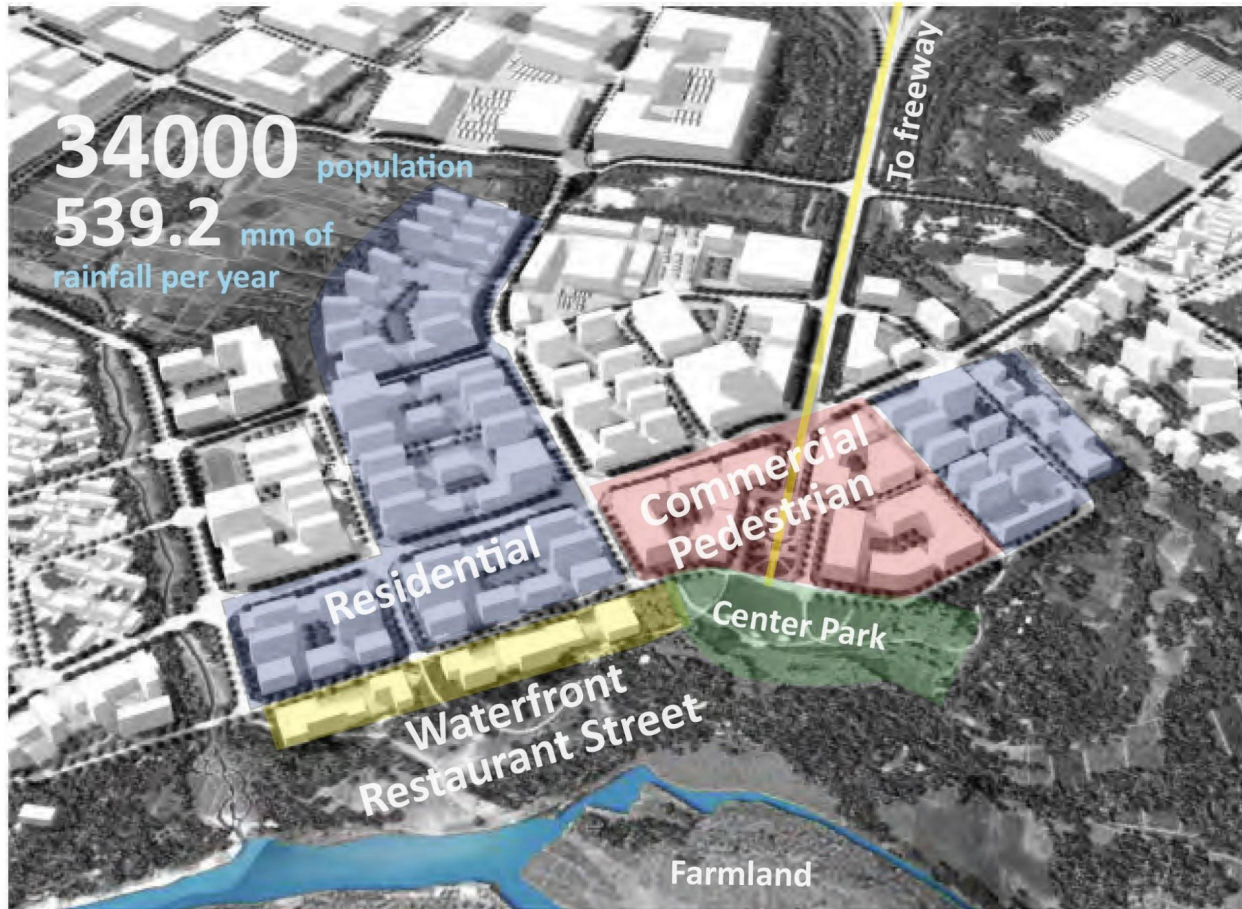 To freeway
34000 population
539.2 mm of
rainfall per year
Commercial
Pedestrian
Residential
Center Park
Waterfront
Restaurant Street
Farmland